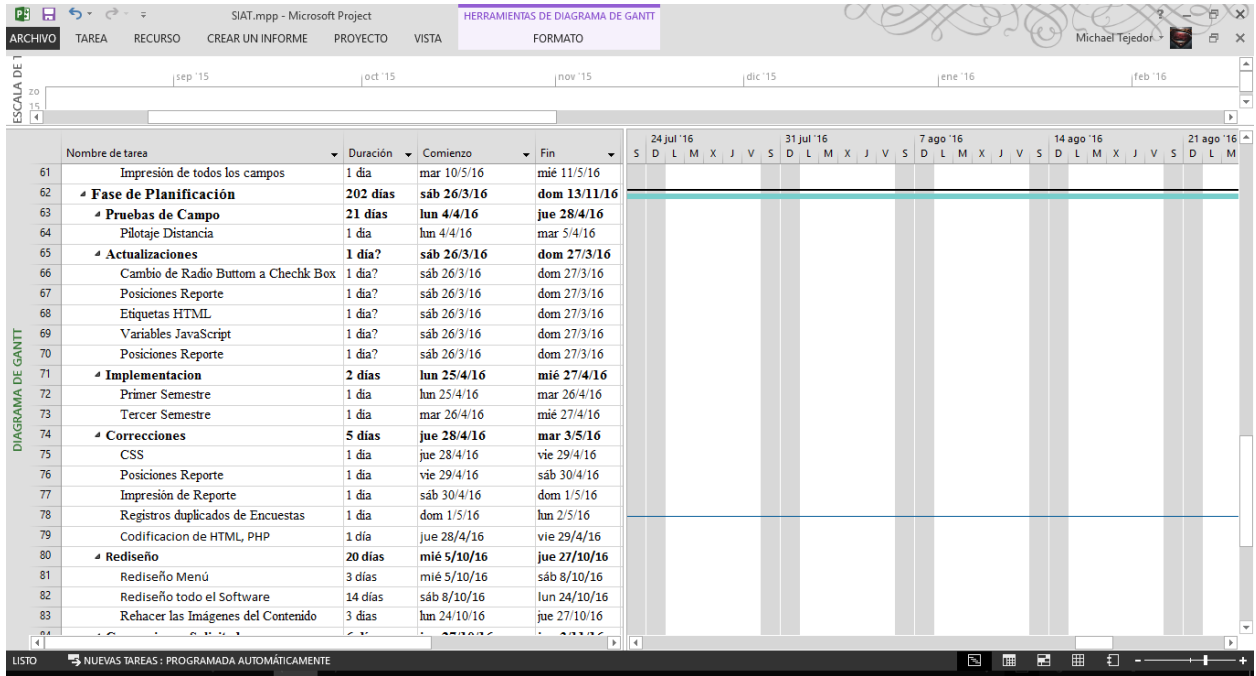 SIAT.mpp - Microsoft Project
HERRAMIENTAS DE DIAGRAMA DE GANTT
ARCHIVO TAREA RECURSO CREAR UN INFORME PROYECTO VISTA FORMATO Michael Tejedor
ESCALA DE T
sep '15 oct '15 nov '15 dic '15 ene '16 feb '16
20
15
24 jul '16 31 jul '16 7 ago '16 14 ago '16 21 ago '16
Nombre de tarea Duración Comienzo Fin S D L M X J V S D L M X J V S D L M X J V S D L M X J V S D L M
61 Impresión de todos los campos 1 día mar 10/5/16 mié 11/5/16
62 Fase de Planificación 202 días sáb 26/3/16 dom 13/11/16
63 Pruebas de Campo 21 días lun 4/4/16 jue 28/4/16
64 Pilotaje Distancia 1 día lun 4/4/16 mar 5/4/16
65 Actualizaciones 1 día? sáb 26/3/16 dom 27/3/16
66 Cambio de Radio Buttom a Chechk Box 1 día? sáb 26/3/16 dom 27/3/16
67 Posiciones Reporte 1 día? sáb 26/3/16 dom 27/3/16
68 Etiquetas HTML 1 día? sáb 26/3/16 dom 27/3/16
69 Variables JavaScript 1 día? sáb 26/3/16 dom 27/3/16
70 Posiciones Reporte 1 día? sáb 26/3/16 dom 27/3/16
71 Implementacion 2 días lun 25/4/16 mié 27/4/16
72 Primer Semestre 1 día lun 25/4/16 mar 26/4/16
73 Tercer Semestre 1 día mar 26/4/16 mié 27/4/16
74 Correcciones 5 días jue 28/4/16 mar 3/5/16
75 CSS 1 día jue 28/4/16 vie 29/4/16
76 Posiciones Reporte 1 día vie 29/4/16 sáb 30/4/16
77 Impresión de Reporte 1 día sáb 30/4/16 dom 1/5/16
78 Registros duplicados de Encuestas 1 día dom 1/5/16 lun 2/5/16
79 Codificacion de HTML, PHP 1 día jue 28/4/16 vie 29/4/16
80 Rediseño 20 días mié 5/10/16 jue 27/10/16
81 Rediseño Menú 3 días mié 5/10/16 sáb 8/10/16
82 Rediseño todo el Software 14 días sáb 8/10/16 lun 24/10/16
83 Rehacer las Imágenes del Contenido 3 días lun 24/10/16 jue 27/10/16
DIAGRAMA DE GANTT
LISTO NUEVAS TAREAS : PROGRAMADA AUTOMÁTICAMENTE